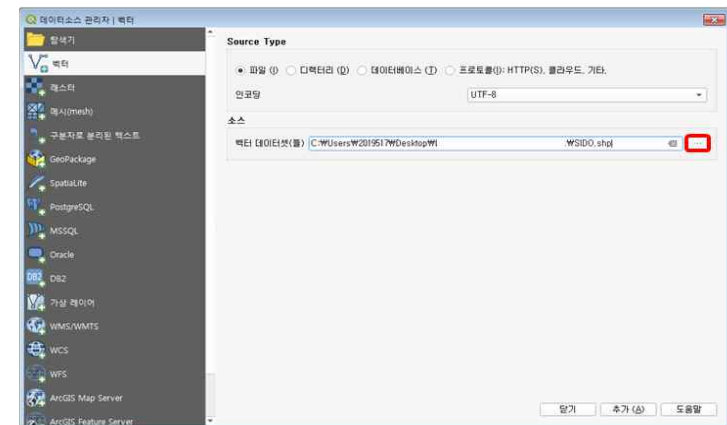 데이터소스 관리자 | 벡터
탐색기
벡터
래스터
메시(mesh)
구분자로 분리된 텍스트
GeoPackage
SpatiaLite
PostgreSQL
MSSQL
Oracle
DB2
가상 레이어
WMS/WMTS
WCS
WFS
ArcGIS Map Server
ArcGIS Feature Server
Source Type
파일 (I) 디렉터리 (D) 데이터베이스 (T) 프로토콜(): HTTP(S), 클라우드, 기타.
인코딩 UTF-8
소스
벡터 데이터셋(들) C:₩Users₩2019517₩Desktop₩ .₩SIDO.shp ...
닫기 추가 (A) 도움말